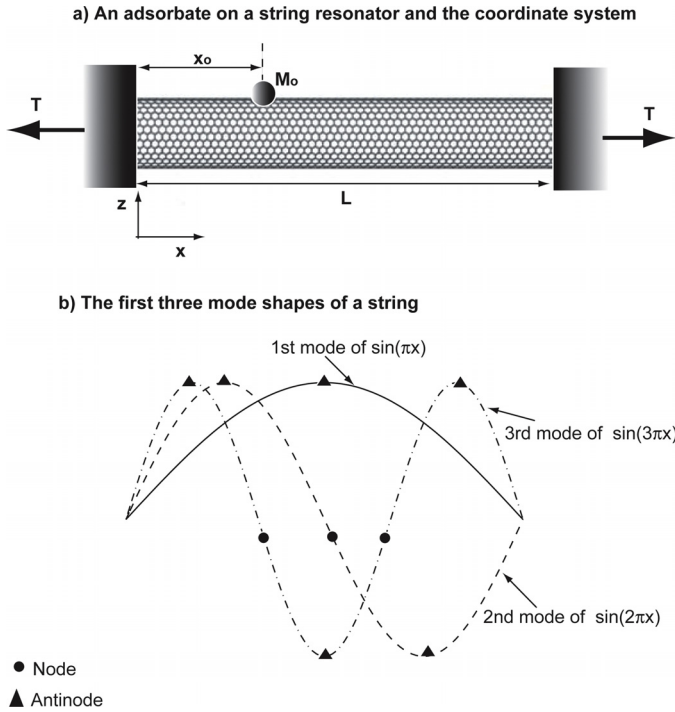 a) An adsorbate on a string resonator and the coordinate system
xo
Mo
T
T
L
z
x
b) The first three mode shapes of a string
1st mode of sin(πx)
3rd mode of sin(3πx)
2nd mode of sin(2πx)
Node
Antinode